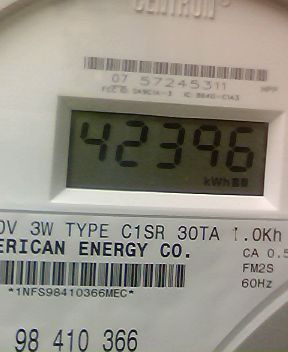 CENTRON
07 57245311
42396
kWh
0V 3W TYPE C1SR 30TA 1.0Kh
ERICAN ENERGY CO.
CA 0.5
FM2S
*1NFS98410366MEC*
60Hz
98 410 366